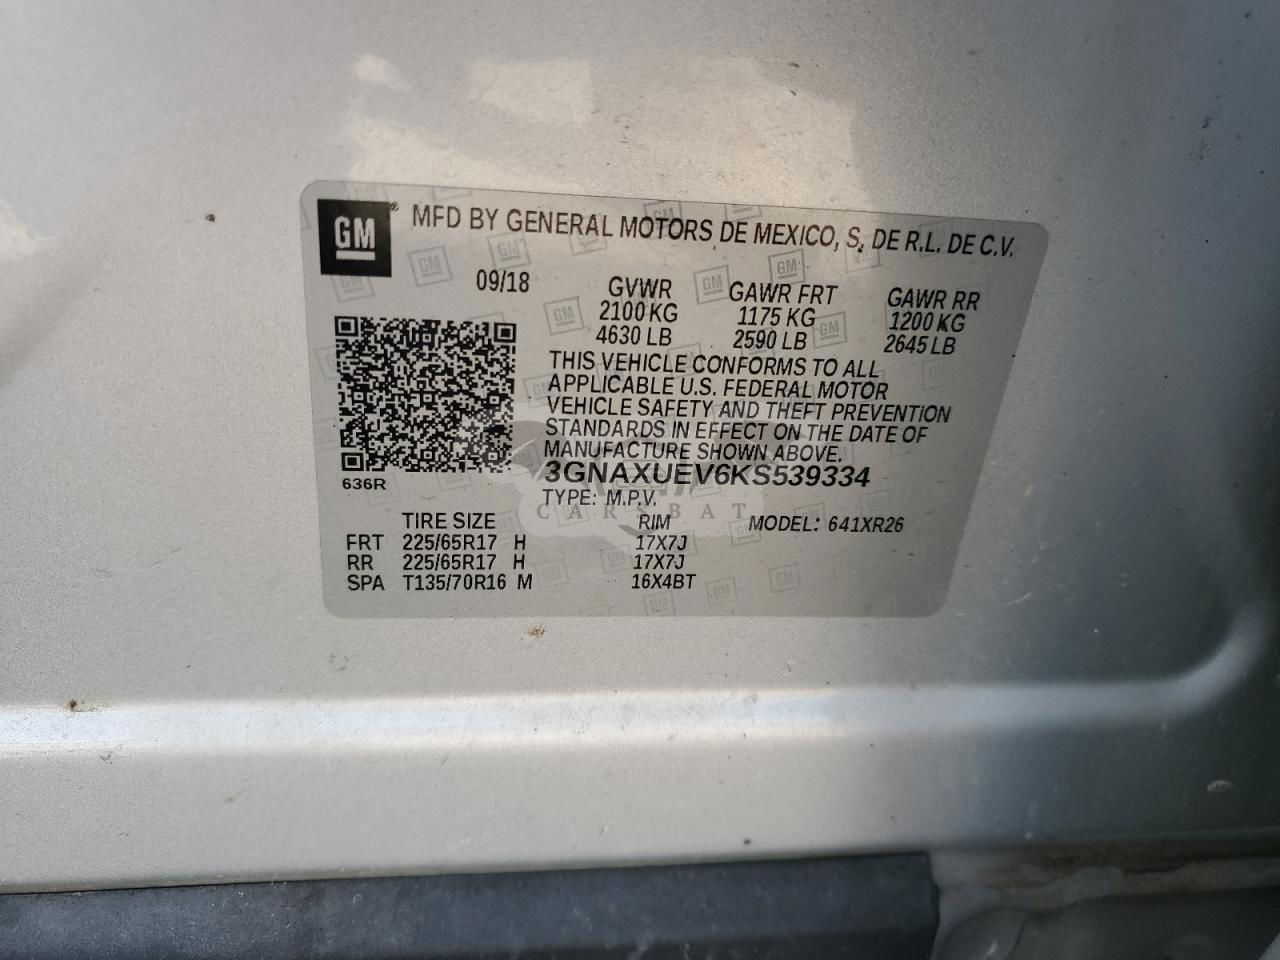 GM® MFD BY GENERAL MOTORS DE MEXICO, S. DE R.L. DE C.V.
09/18 GVWR GAWR FRT GAWR RR
2100 KG 1175 KG 1200 KG
4630 LB 2590 LB 2645 LB
THIS VEHICLE CONFORMS TO ALL
APPLICABLE U.S. FEDERAL MOTOR
VEHICLE SAFETY AND THEFT PREVENTION
STANDARDS IN EFFECT ON THE DATE OF
MANUFACTURE SHOWN ABOVE.
3GNAXUEV6KS539334
636R
TYPE: M.P.V.
CARSBAT
TIRE SIZE RIM MODEL: 641XR26
FRT 225/65R17 H 17X7J
RR 225/65R17 H 17X7J
SPA T135/70R16 M 16X4BT